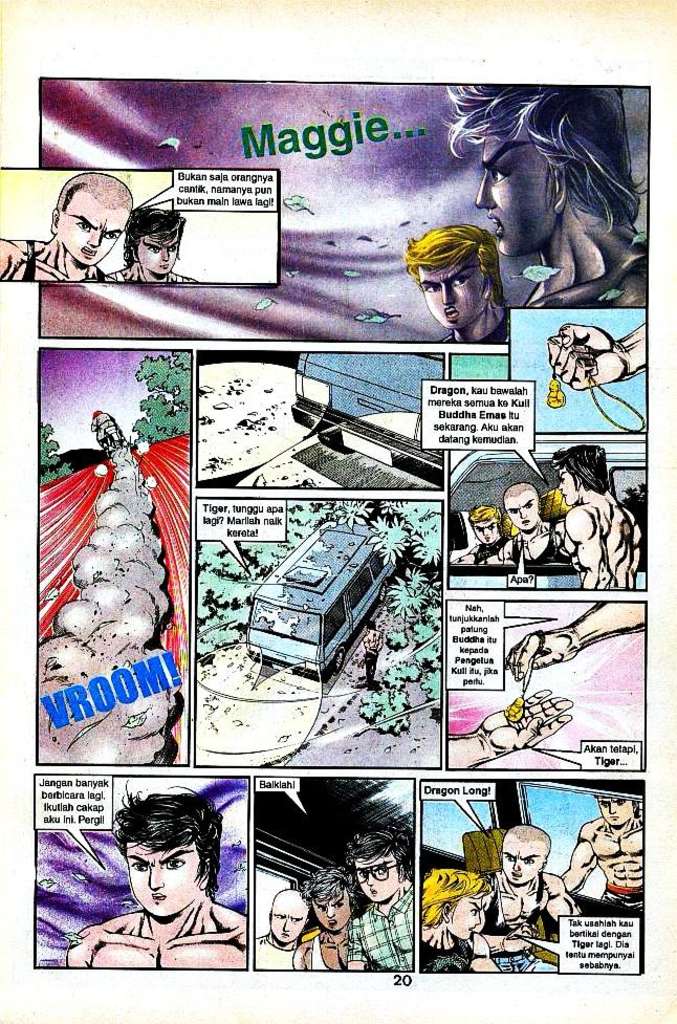 Maggie...
Bukan saja orangnya
cantik, namanya pun
bukan main lawa lagi!
VROOM!
Dragon, kau bawalah
mereka semua ke Kuil
Buddha Emas itu
sekarang. Aku akan
datang kemudian.
Apa?
Tiger, tunggu apa
lagi? Marilah naik
kereta!
Nah,
tunjukkanlah
patung
Buddha itu
kepada
Pengetua
Kuil itu, jika
perlu.
Akan tetapi,
Tiger...
Jangan banyak
berbicara lagi.
Ikutlah cakap
aku ini. Pergi!
Baiklah!
Dragon Long!
Tak usahlah kau
bertikai dengan
Tiger lagi. Dia
tentu mempunyai
sebabnya.
20